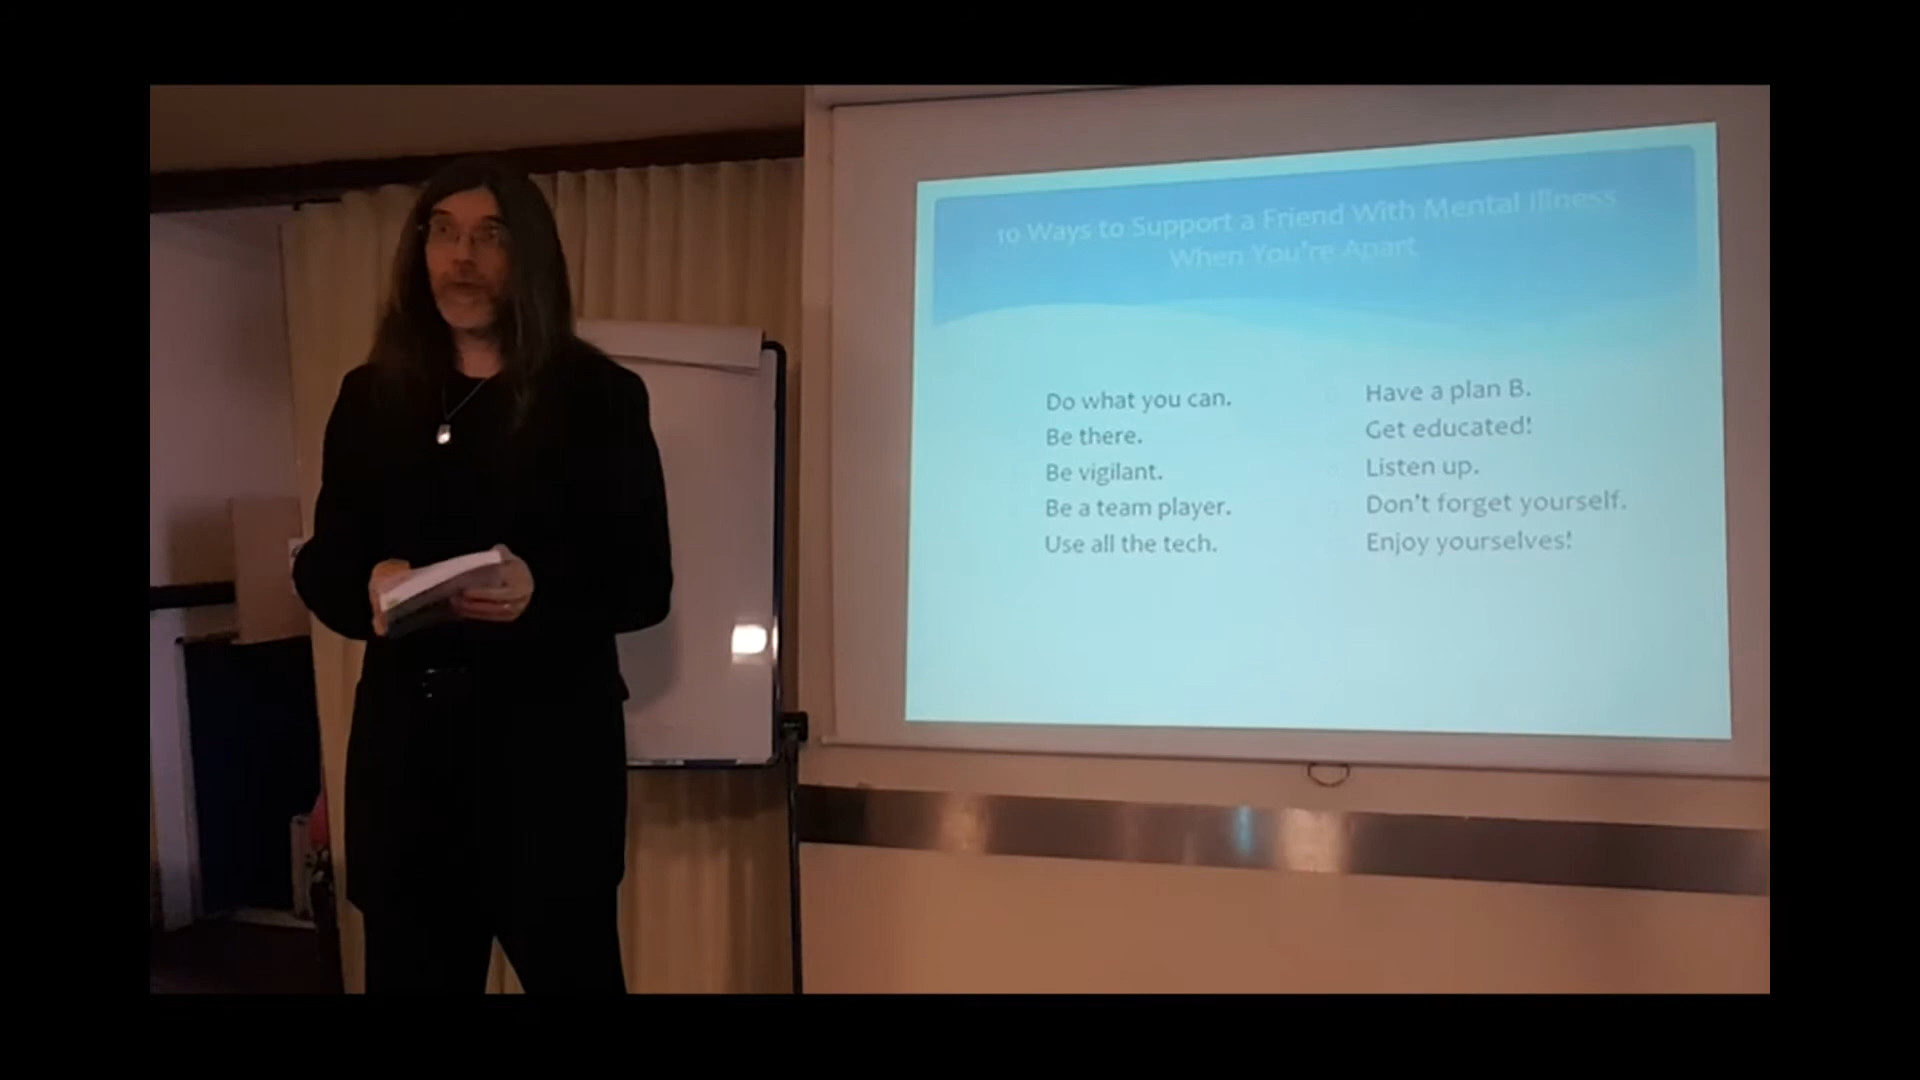 10 Ways to Support a Friend With Mental Illness
When You're Apart
Do what you can.
Be there.
Be vigilant.
Be a team player.
Use all the tech.
Have a plan B.
Get educated!
Listen up.
Don't forget yourself.
Enjoy yourselves!